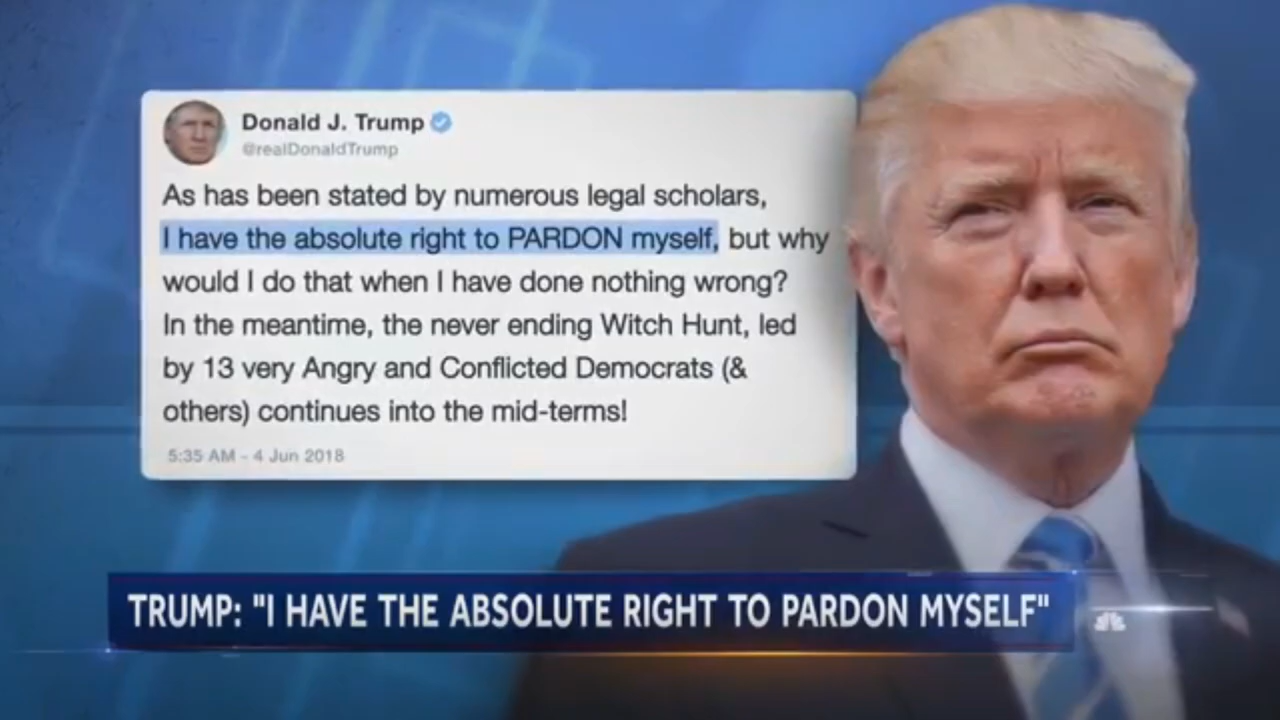 Donald J. Trump
@realDonaldTrump
As has been stated by numerous legal scholars,
I have the absolute right to PARDON myself, but why
would I do that when I have done nothing wrong?
In the meantime, the never ending Witch Hunt, led
by 13 very Angry and Conflicted Democrats (&
others) continues into the mid-terms!
5:35 AM - 4 Jun 2018
TRUMP: "I HAVE THE ABSOLUTE RIGHT TO PARDON MYSELF"